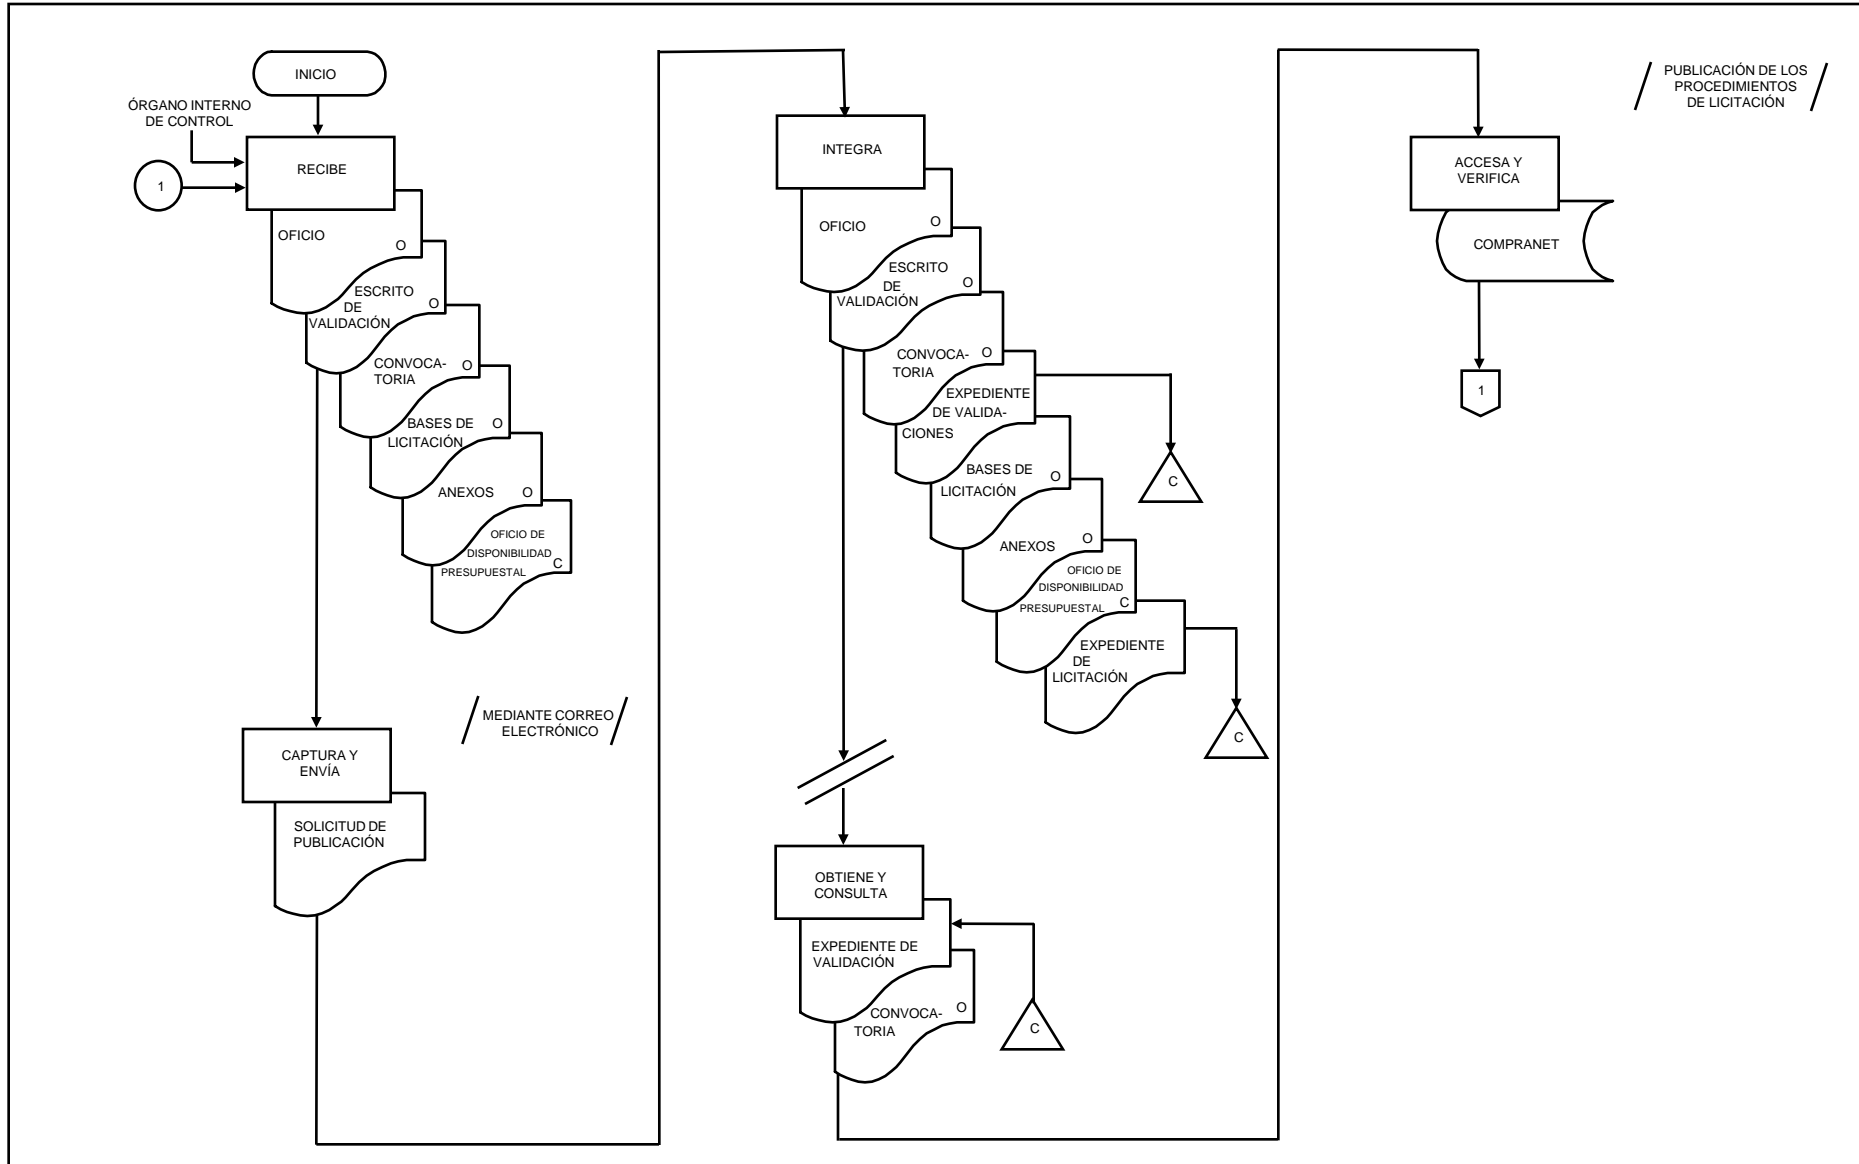 INICIO
ÓRGANO INTERNO
DE CONTROL
1
RECIBE
OFICIO
O
ESCRITO
DE
VALIDACIÓN
O
CONVOCA-
TORIA
O
BASES DE
LICITACIÓN
O
ANEXOS
O
OFICIO DE
DISPONIBILIDAD
PRESUPUESTAL
C
MEDIANTE CORREO
ELECTRÓNICO
CAPTURA Y
ENVÍA
SOLICITUD DE
PUBLICACIÓN
INTEGRA
OFICIO
O
ESCRITO
DE
VALIDACIÓN
O
CONVOCA-
TORIA
O
EXPEDIENTE
DE VALIDA-
CIONES
C
BASES DE
LICITACIÓN
O
ANEXOS
O
OFICIO DE
DISPONIBILIDAD
PRESUPUESTAL
C
EXPEDIENTE
DE
LICITACIÓN
C
OBTIENE Y
CONSULTA
EXPEDIENTE DE
VALIDACIÓN
CONVOCA-
TORIA
O
C
PUBLICACIÓN DE LOS
PROCEDIMIENTOS
DE LICITACIÓN
ACCESA Y
VERIFICA
COMPRANET
1